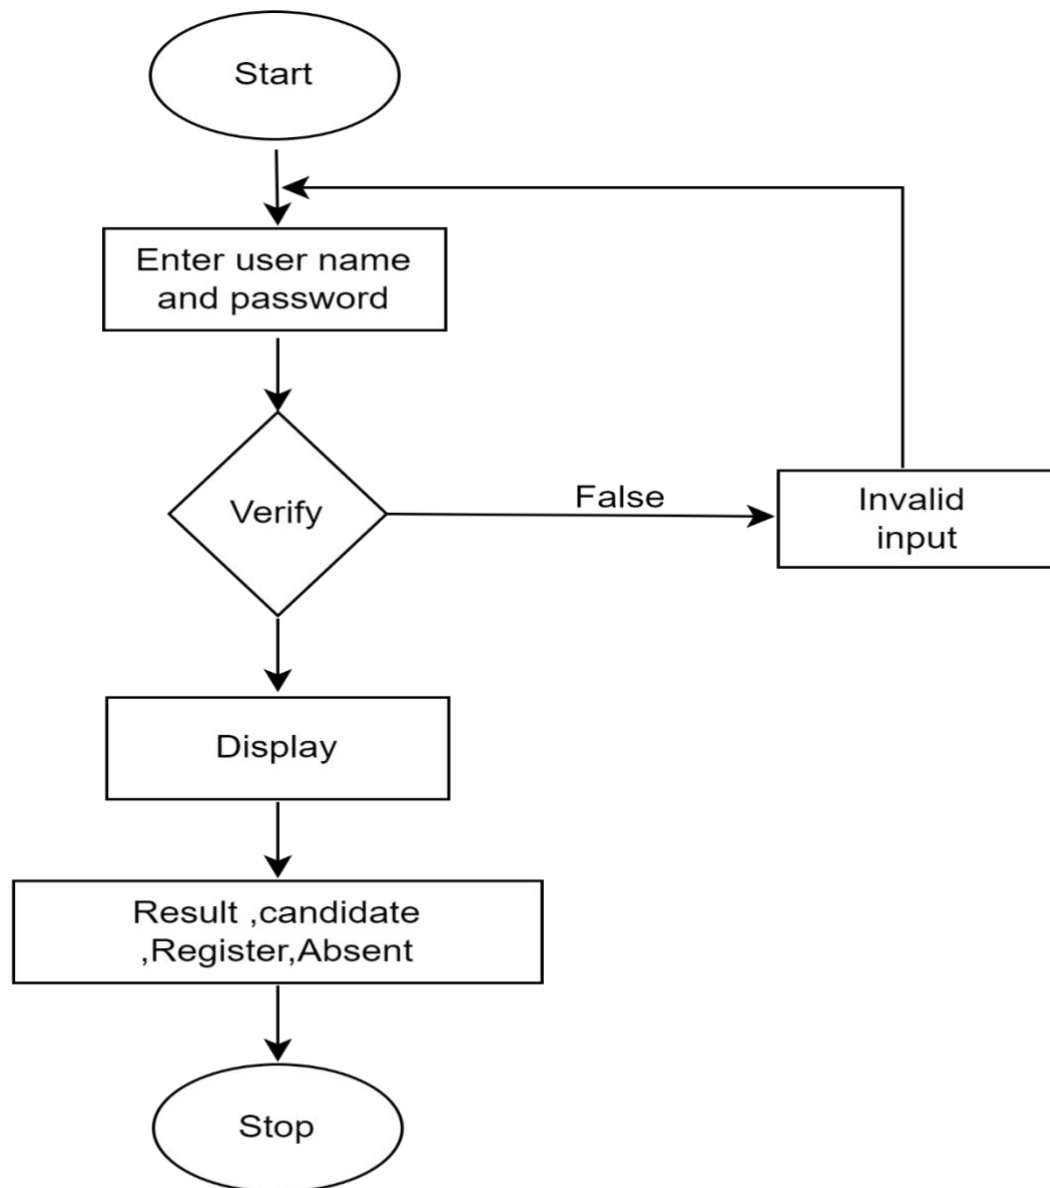 Start
Enter user name
and password
Verify
False
Invalid
input
Display
Result ,candidate
,Register,Absent
Stop